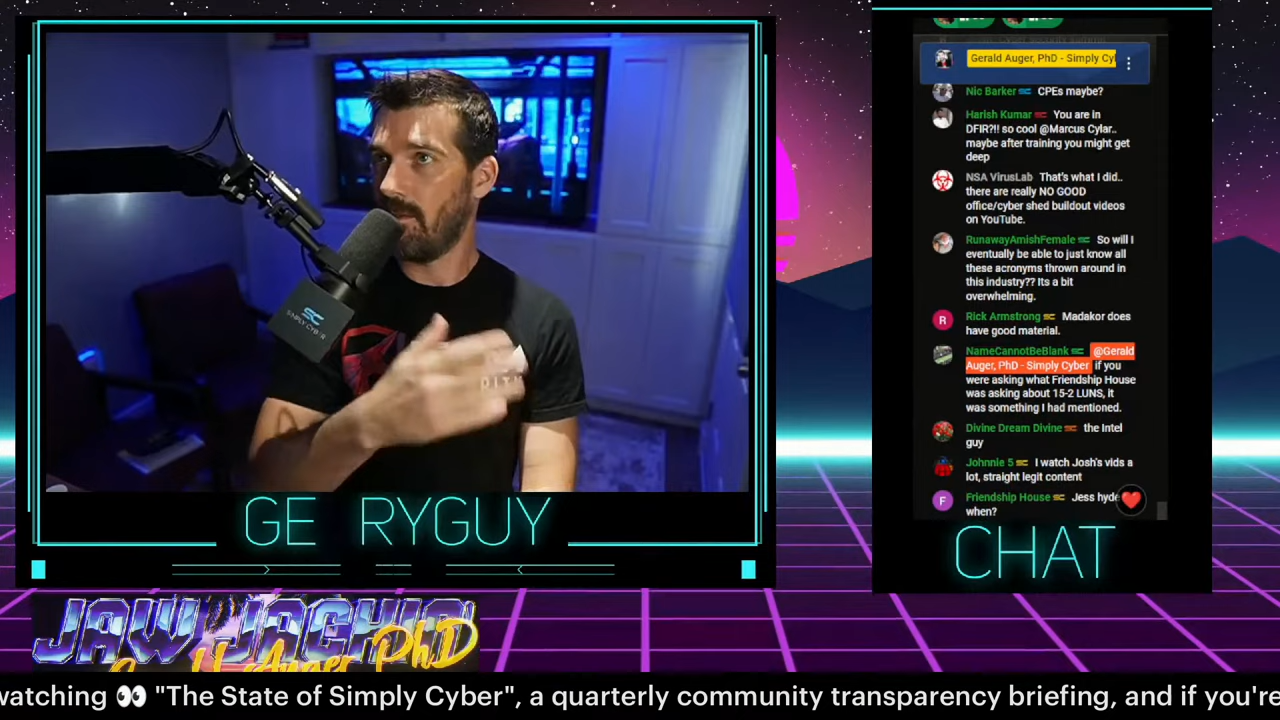 SIMPLY CYBER
GE RYGUY
JAW JACKIN'
Gerald Auger PhD
Gerald Auger, PhD - Simply Cy
Nic Barker CPEs maybe?
Harish Kumar You are in
DFIR?!! so cool @Marcus Cylar..
maybe after training you might get
deep
NSA VirusLab That's what I did..
there are really NO GOOD
office/cyber shed buildout videos
on YouTube.
RunawayAmishFemale So will I
eventually be able to just know all
these acronyms thrown around in
this industry?? Its a bit
overwhelming.
R Rick Armstrong Madakor does
have good material.
NameCannotBeBlank @Gerald
Auger, PhD - Simply Cyber if you
were asking what Friendship House
was asking about 15-2 LUNS, it
was something I had mentioned.
Divine Dream Divine the Intel
guy
Johnnie 5 I watch Josh's vids a
lot, straight legit content
F Friendship House Jess hyde
when?
CHAT
watching 👀 "The State of Simply Cyber", a quarterly community transparency briefing, and if you're